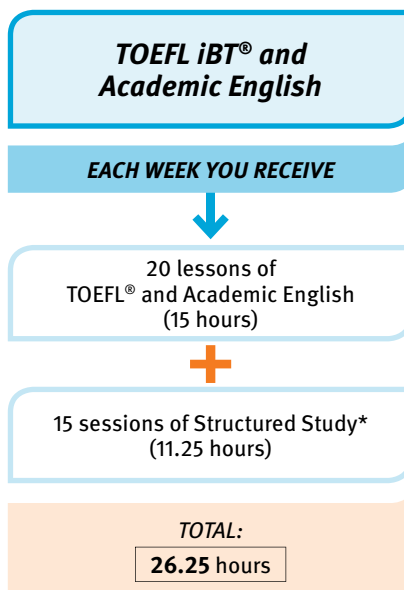 TOEFL iBT® and
Academic English
EACH WEEK YOU RECEIVE
20 lessons of
TOEFL® and Academic English
(15 hours)
+
15 sessions of Structured Study*
(11.25 hours)
TOTAL:
26.25 hours